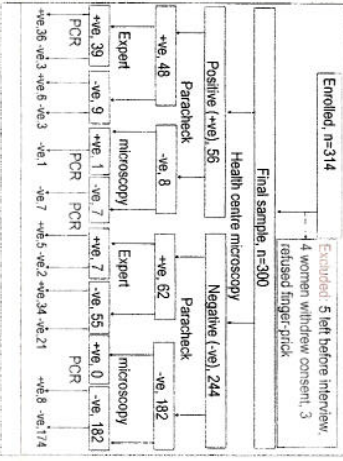 Enrolled, n=314
Excluded: 5 left before interview,
4 women withdrew consent, 3
refused finger-prick
Final sample, n=300
Health centre microscopy
Positive (+ve), 56 Negative (-ve), 244
Paracheck Paracheck
+ve, 48 -ve, 8 +ve, 62 -ve, 182
Expert microscopy Expert microscopy
+ve, 39 -ve, 9 +ve, 1 -ve, 7 +ve, 7 -ve, 55 +ve, 0 -ve, 182
PCR PCR PCR PCR
+ve,36 -ve,3 +ve,6 -ve,3 -ve,1 -ve,7 +ve,5 -ve,2 +ve,34 -ve,21 +ve,8 -ve,174